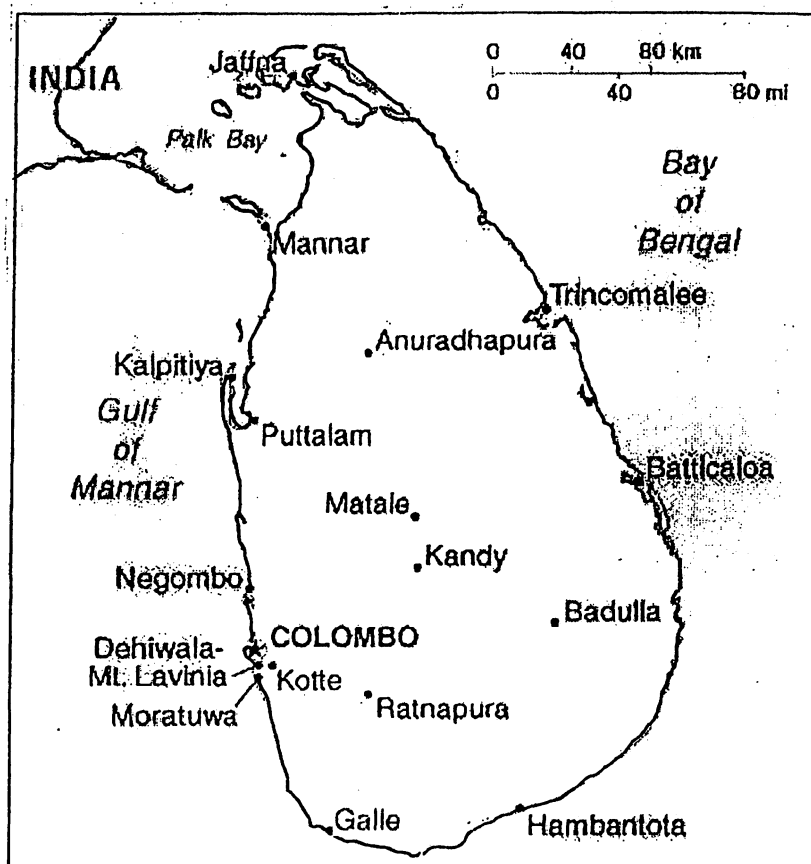 INDIA
Jaffna
0 40 80 km
0 40 80 mi
Palk Bay
Bay
of
Bengal
Mannar
Trincomalee
Anuradhapura
Kalpitiya
Gulf
of
Mannar
Puttalam
Batticaloa
Matale
Kandy
Negombo
Badulla
COLOMBO
Dehiwala-
Mt. Lavinia
Kotte
Moratuwa
Ratnapura
Galle
Hambantota